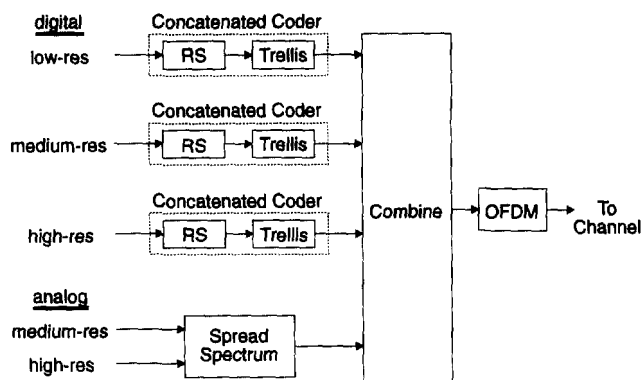 digital
low-res
Concatenated Coder
RS
Trellis
medium-res
Concatenated Coder
RS
Trellis
high-res
Concatenated Coder
RS
Trellis
analog
medium-res
high-res
Spread
Spectrum
Combine
OFDM
To
Channel